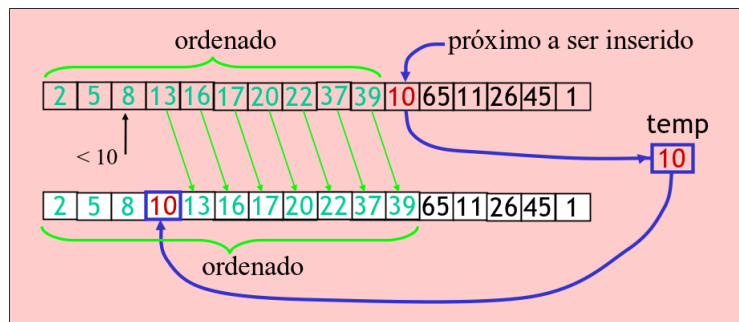 ordenado
próximo a ser inserido
2 5 8 13 16 17 20 22 37 39 10 65 11 26 45 1
temp
< 10
10
2 5 8 10 13 16 17 20 22 37 39 65 11 26 45 1
ordenado